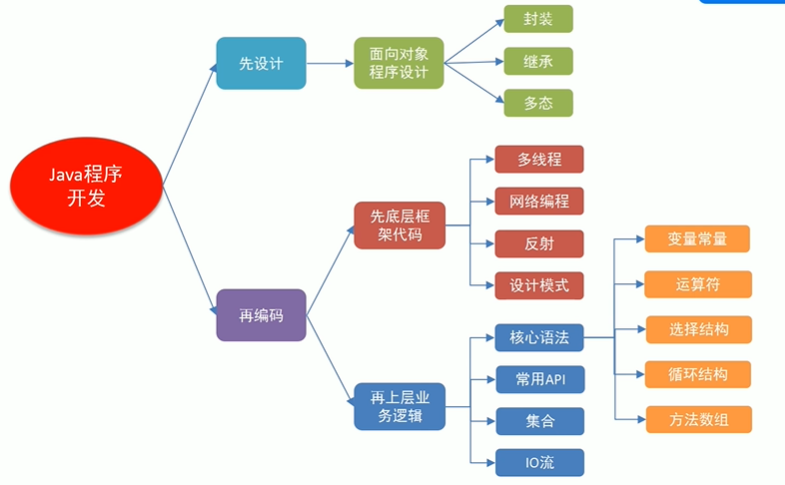 Java程序
开发
先设计
面向对象
程序设计
封装
继承
多态
再编码
先底层框
架代码
多线程
网络编程
反射
设计模式
再上层业
务逻辑
核心语法
常用API
集合
IO流
变量常量
运算符
选择结构
循环结构
方法数组